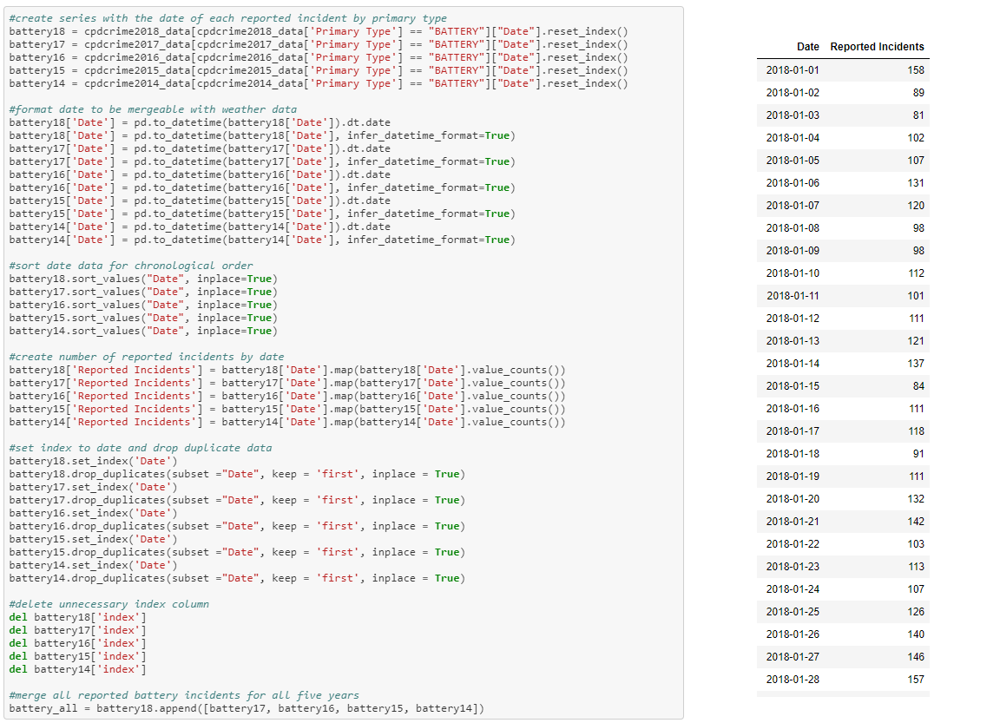 #create series with the date of each reported incident by primary type
battery18 = cpdcrime2018_data[cpdcrime2018_data['Primary Type'] == "BATTERY"]["Date"].reset_index()
battery17 = cpdcrime2017_data[cpdcrime2017_data['Primary Type'] == "BATTERY"]["Date"].reset_index()
battery16 = cpdcrime2016_data[cpdcrime2016_data['Primary Type'] == "BATTERY"]["Date"].reset_index()
battery15 = cpdcrime2015_data[cpdcrime2015_data['Primary Type'] == "BATTERY"]["Date"].reset_index()
battery14 = cpdcrime2014_data[cpdcrime2014_data['Primary Type'] == "BATTERY"]["Date"].reset_index()

#format date to be mergeable with weather data
battery18['Date'] = pd.to_datetime(battery18['Date']).dt.date
battery18['Date'] = pd.to_datetime(battery18['Date'], infer_datetime_format=True)
battery17['Date'] = pd.to_datetime(battery17['Date']).dt.date
battery17['Date'] = pd.to_datetime(battery17['Date'], infer_datetime_format=True)
battery16['Date'] = pd.to_datetime(battery16['Date']).dt.date
battery16['Date'] = pd.to_datetime(battery16['Date'], infer_datetime_format=True)
battery15['Date'] = pd.to_datetime(battery15['Date']).dt.date
battery15['Date'] = pd.to_datetime(battery15['Date'], infer_datetime_format=True)
battery14['Date'] = pd.to_datetime(battery14['Date']).dt.date
battery14['Date'] = pd.to_datetime(battery14['Date'], infer_datetime_format=True)

#sort date data for chronological order
battery18.sort_values("Date", inplace=True)
battery17.sort_values("Date", inplace=True)
battery16.sort_values("Date", inplace=True)
battery15.sort_values("Date", inplace=True)
battery14.sort_values("Date", inplace=True)

#create number of reported incidents by date
battery18['Reported Incidents'] = battery18['Date'].map(battery18['Date'].value_counts())
battery17['Reported Incidents'] = battery17['Date'].map(battery17['Date'].value_counts())
battery16['Reported Incidents'] = battery16['Date'].map(battery16['Date'].value_counts())
battery15['Reported Incidents'] = battery15['Date'].map(battery15['Date'].value_counts())
battery14['Reported Incidents'] = battery14['Date'].map(battery14['Date'].value_counts())

#set index to date and drop duplicate data
battery18.set_index('Date')
battery18.drop_duplicates(subset ="Date", keep = 'first', inplace = True)
battery17.set_index('Date')
battery17.drop_duplicates(subset ="Date", keep = 'first', inplace = True)
battery16.set_index('Date')
battery16.drop_duplicates(subset ="Date", keep = 'first', inplace = True)
battery15.set_index('Date')
battery15.drop_duplicates(subset ="Date", keep = 'first', inplace = True)
battery14.set_index('Date')
battery14.drop_duplicates(subset ="Date", keep = 'first', inplace = True)

#delete unnecessary index column
del battery18['index']
del battery17['index']
del battery16['index']
del battery15['index']
del battery14['index']

#merge all reported battery incidents for all five years
battery_all = battery18.append([battery17, battery16, battery15, battery14])

Date Reported Incidents
2018-01-01 158
2018-01-02 89
2018-01-03 81
2018-01-04 102
2018-01-05 107
2018-01-06 131
2018-01-07 120
2018-01-08 98
2018-01-09 98
2018-01-10 112
2018-01-11 101
2018-01-12 111
2018-01-13 121
2018-01-14 137
2018-01-15 84
2018-01-16 111
2018-01-17 118
2018-01-18 91
2018-01-19 111
2018-01-20 132
2018-01-21 142
2018-01-22 103
2018-01-23 113
2018-01-24 107
2018-01-25 126
2018-01-26 140
2018-01-27 146
2018-01-28 157